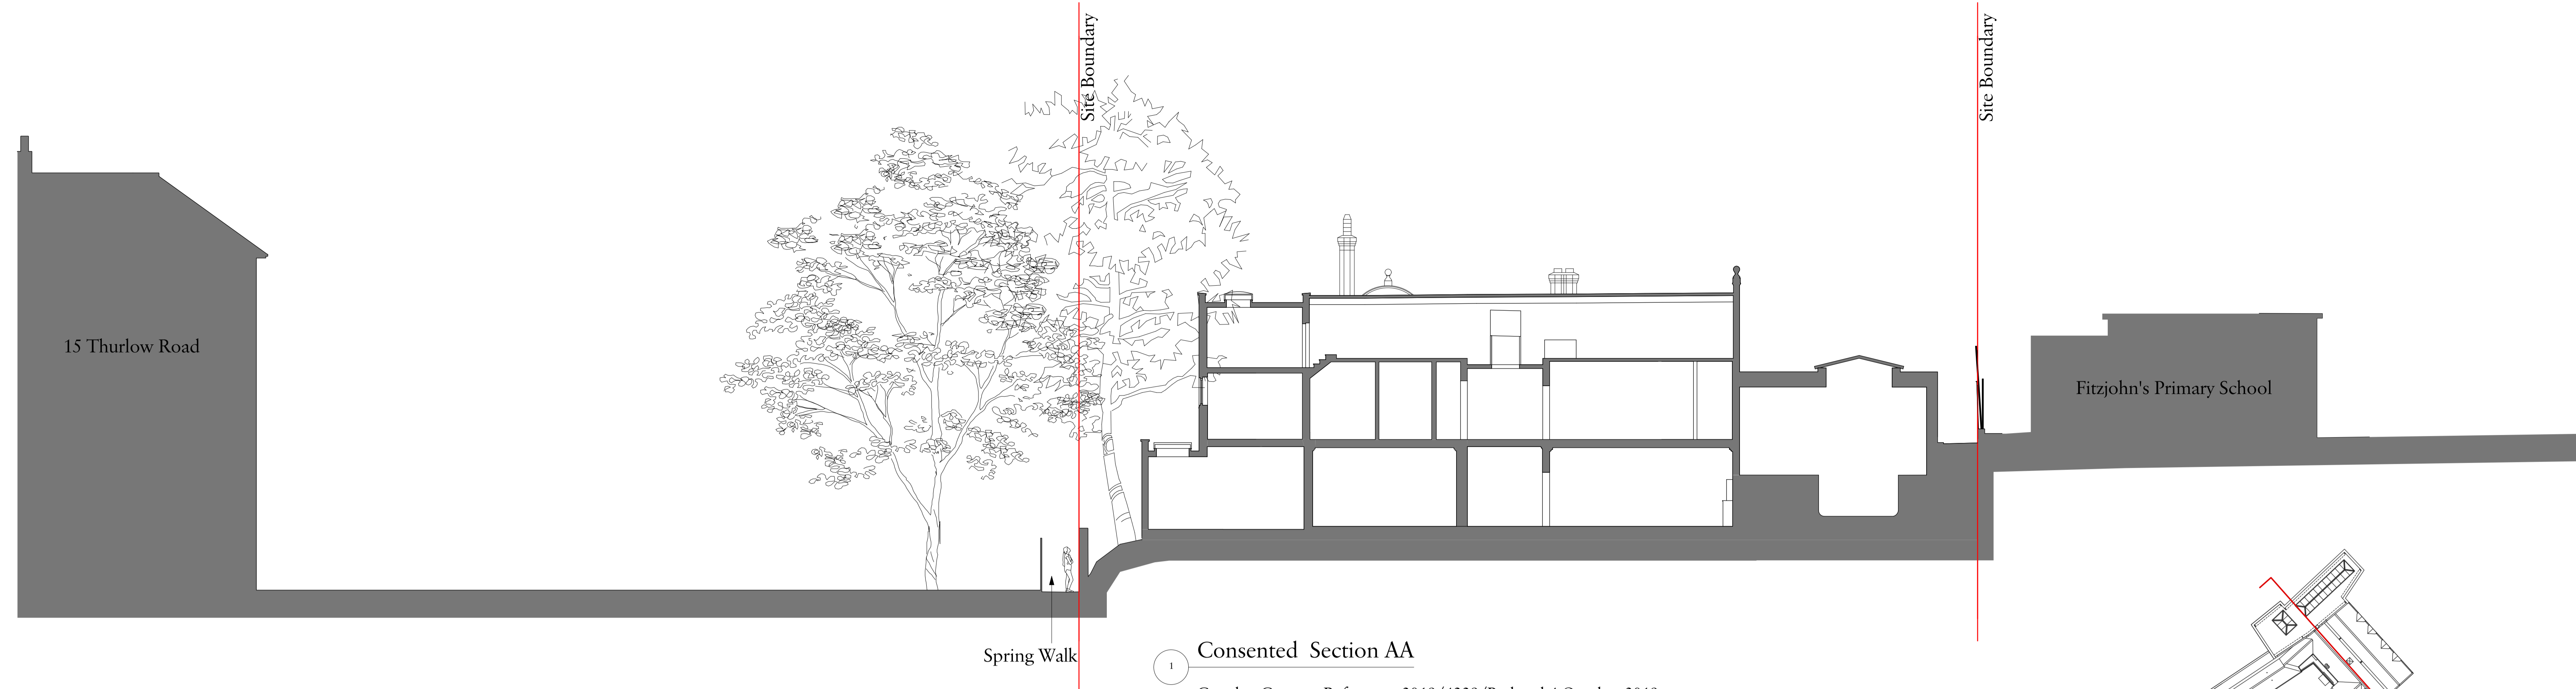 Site Boundary
Site Boundary
15 Thurlow Road
Fitzjohn's Primary School
Spring Walk
1
Consented Section AA